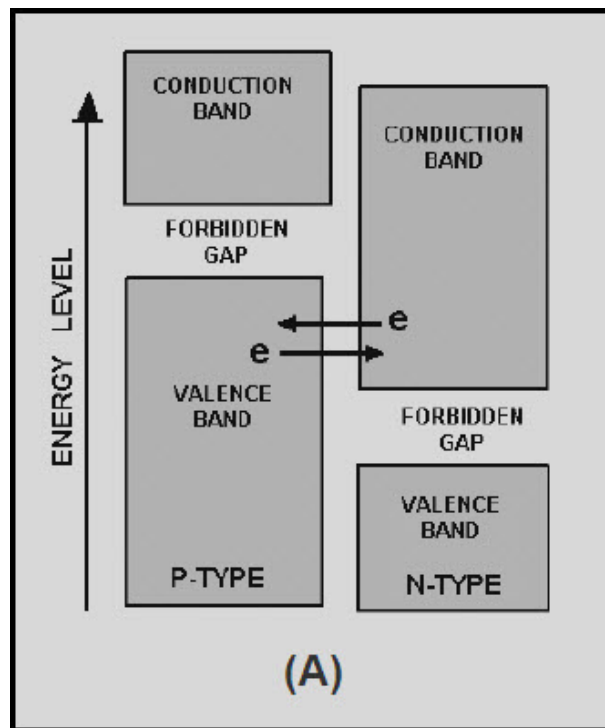 CONDUCTION
BAND
CONDUCTION
BAND
FORBIDDEN
GAP
e
e
VALENCE
BAND
FORBIDDEN
GAP
VALENCE
BAND
P-TYPE
N-TYPE
ENERGY LEVEL
(A)